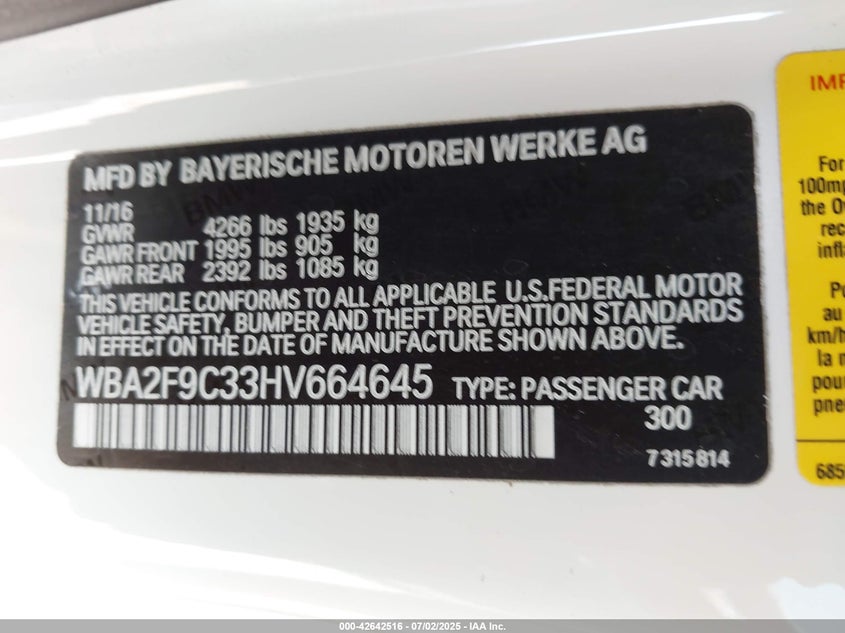 MFD BY BAYERISCHE MOTOREN WERKE AG
11/16
GVWR 4266 lbs 1935 kg
GAWR FRONT 1995 lbs 905 kg
GAWR REAR 2392 lbs 1085 kg
THIS VEHICLE CONFORMS TO ALL APPLICABLE U.S.FEDERAL MOTOR
VEHICLE SAFETY, BUMPER AND THEFT PREVENTION STANDARDS
IN EFFECT ON THE DATE OF MANUFACTURE SHOWN ABOVE.
WBA2F9C33HV664645 TYPE: PASSENGER CAR
300
7315814
IMP
For
100mp
the O
rec
infla
Po
au
km/h
la
pou
pne
685
000-42642516 - 07/02/2025 - IAA Inc.